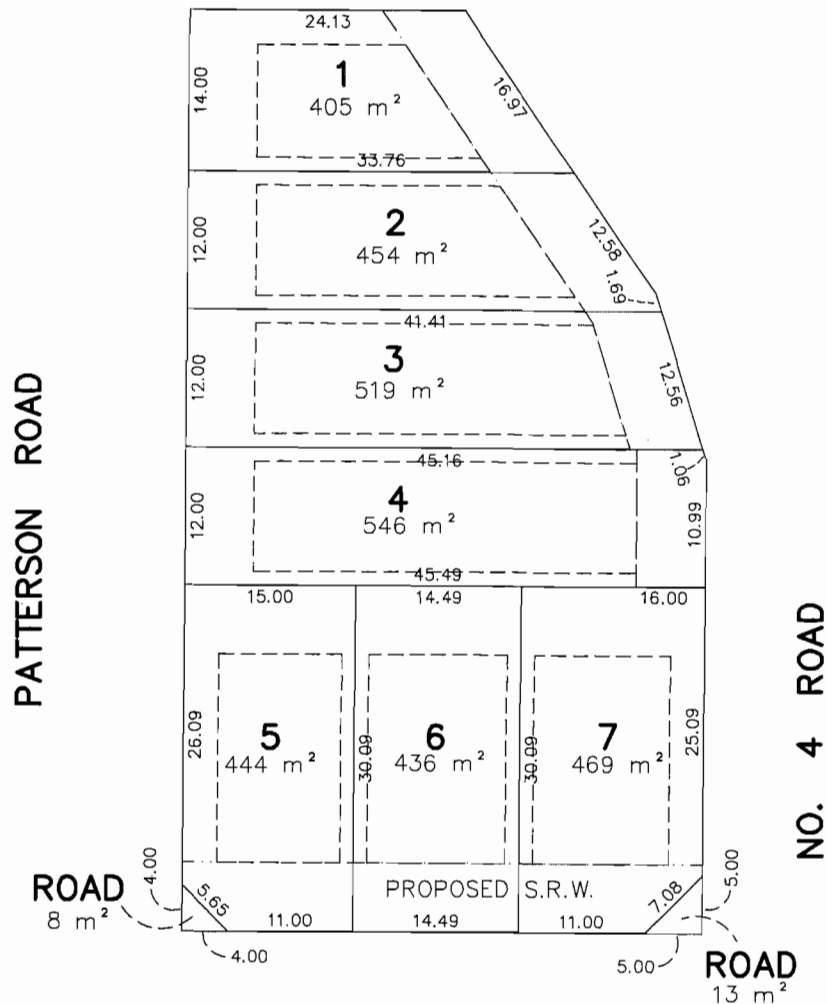 24.13
14.00
1
405 m²
16.97
33.76
12.00
2
454 m²
12.58
1.69
41.41
12.00
3
519 m²
12.56
45.16
1.06
12.00
4
546 m²
10.99
45.49
15.00
14.49
16.00
PATTERSON ROAD
NO. 4 ROAD
26.09
5
444 m²
30.09
6
436 m²
30.09
7
469 m²
25.09
4.00
5.00
ROAD
8 m²
5.65
PROPOSED S.R.W.
7.08
11.00
14.49
11.00
4.00
5.00
ROAD
13 m²